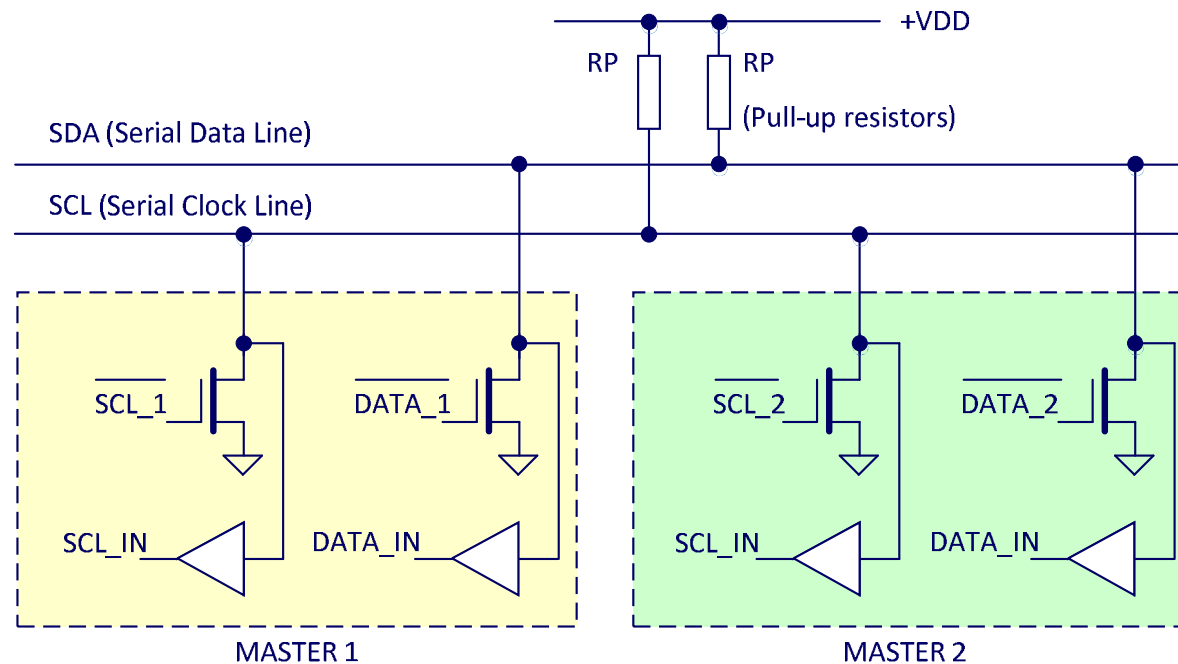 +VDD
RP
RP
(Pull-up resistors)
SDA (Serial Data Line)
SCL (Serial Clock Line)
SCL_1
DATA_1
SCL_2
DATA_2
SCL_IN
DATA_IN
SCL_IN
DATA_IN
MASTER 1
MASTER 2